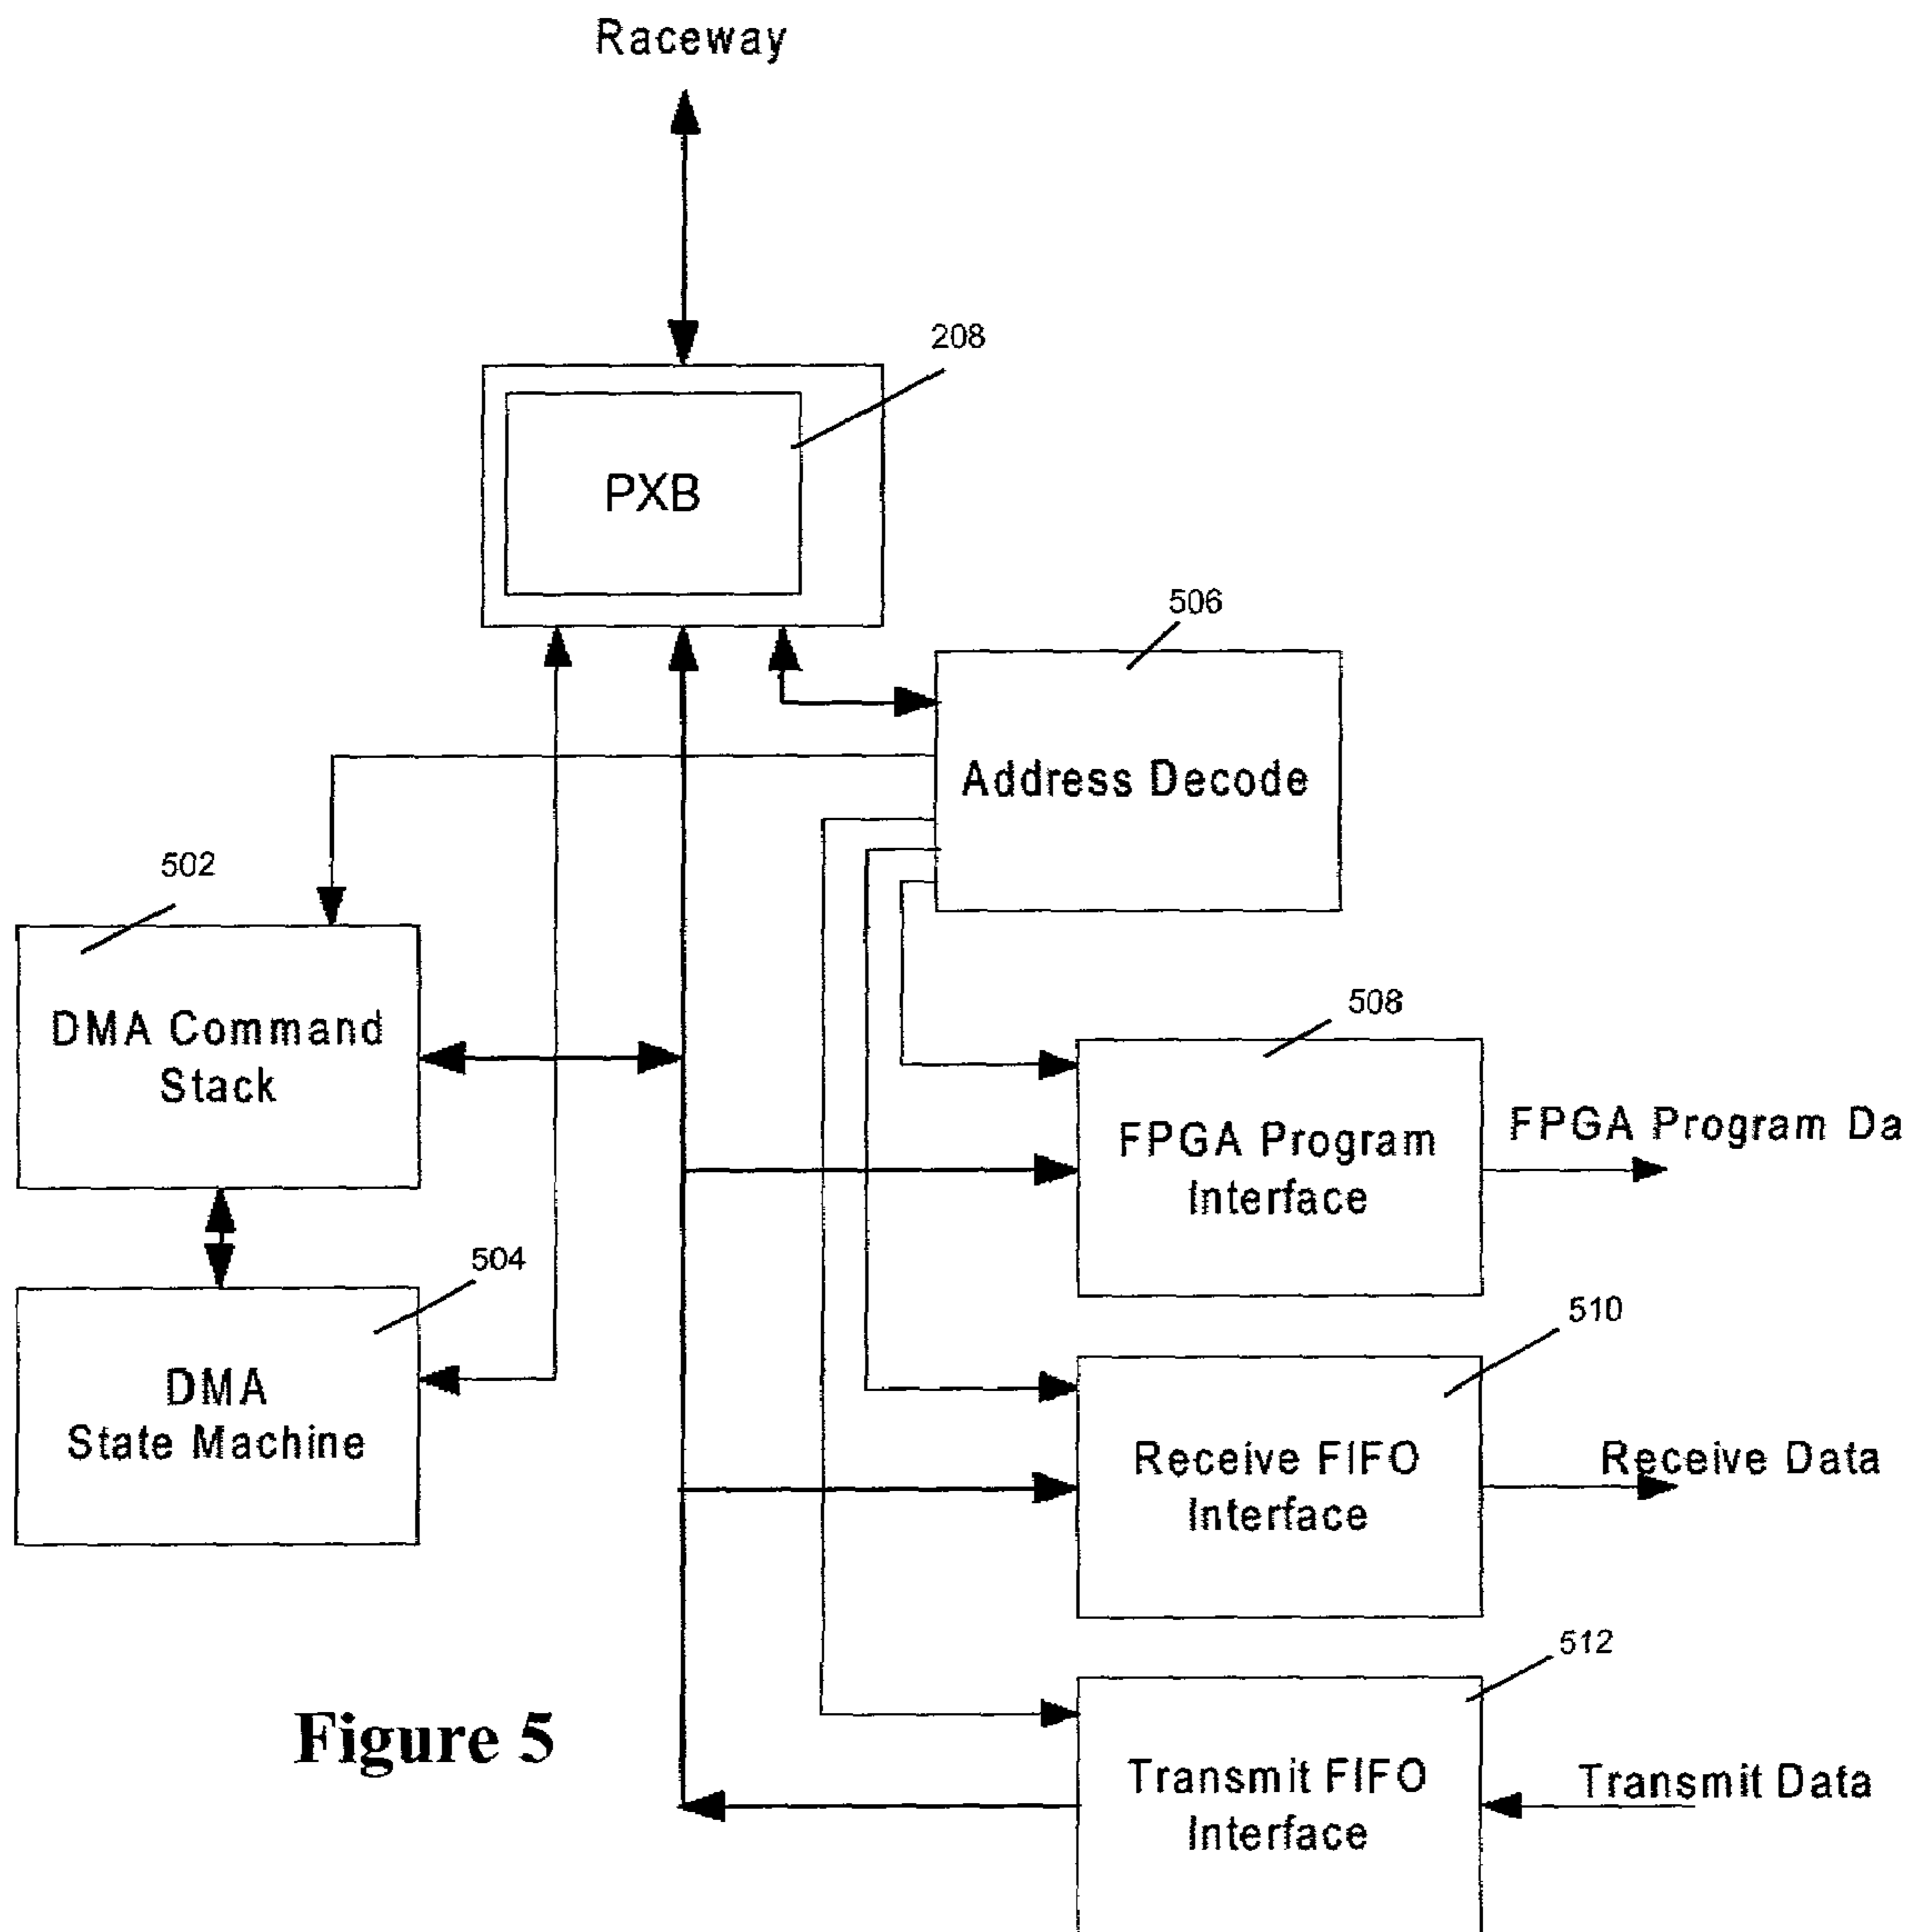 Raceway
208
PXB
506
Address Decode
502
DMA Command
Stack
508
FPGA Program
Interface
FPGA Program Da
504
DMA
State Machine
510
Receive FIFO
Interface
Receive Data
512
Transmit FIFO
Interface
Transmit Data
Figure 5